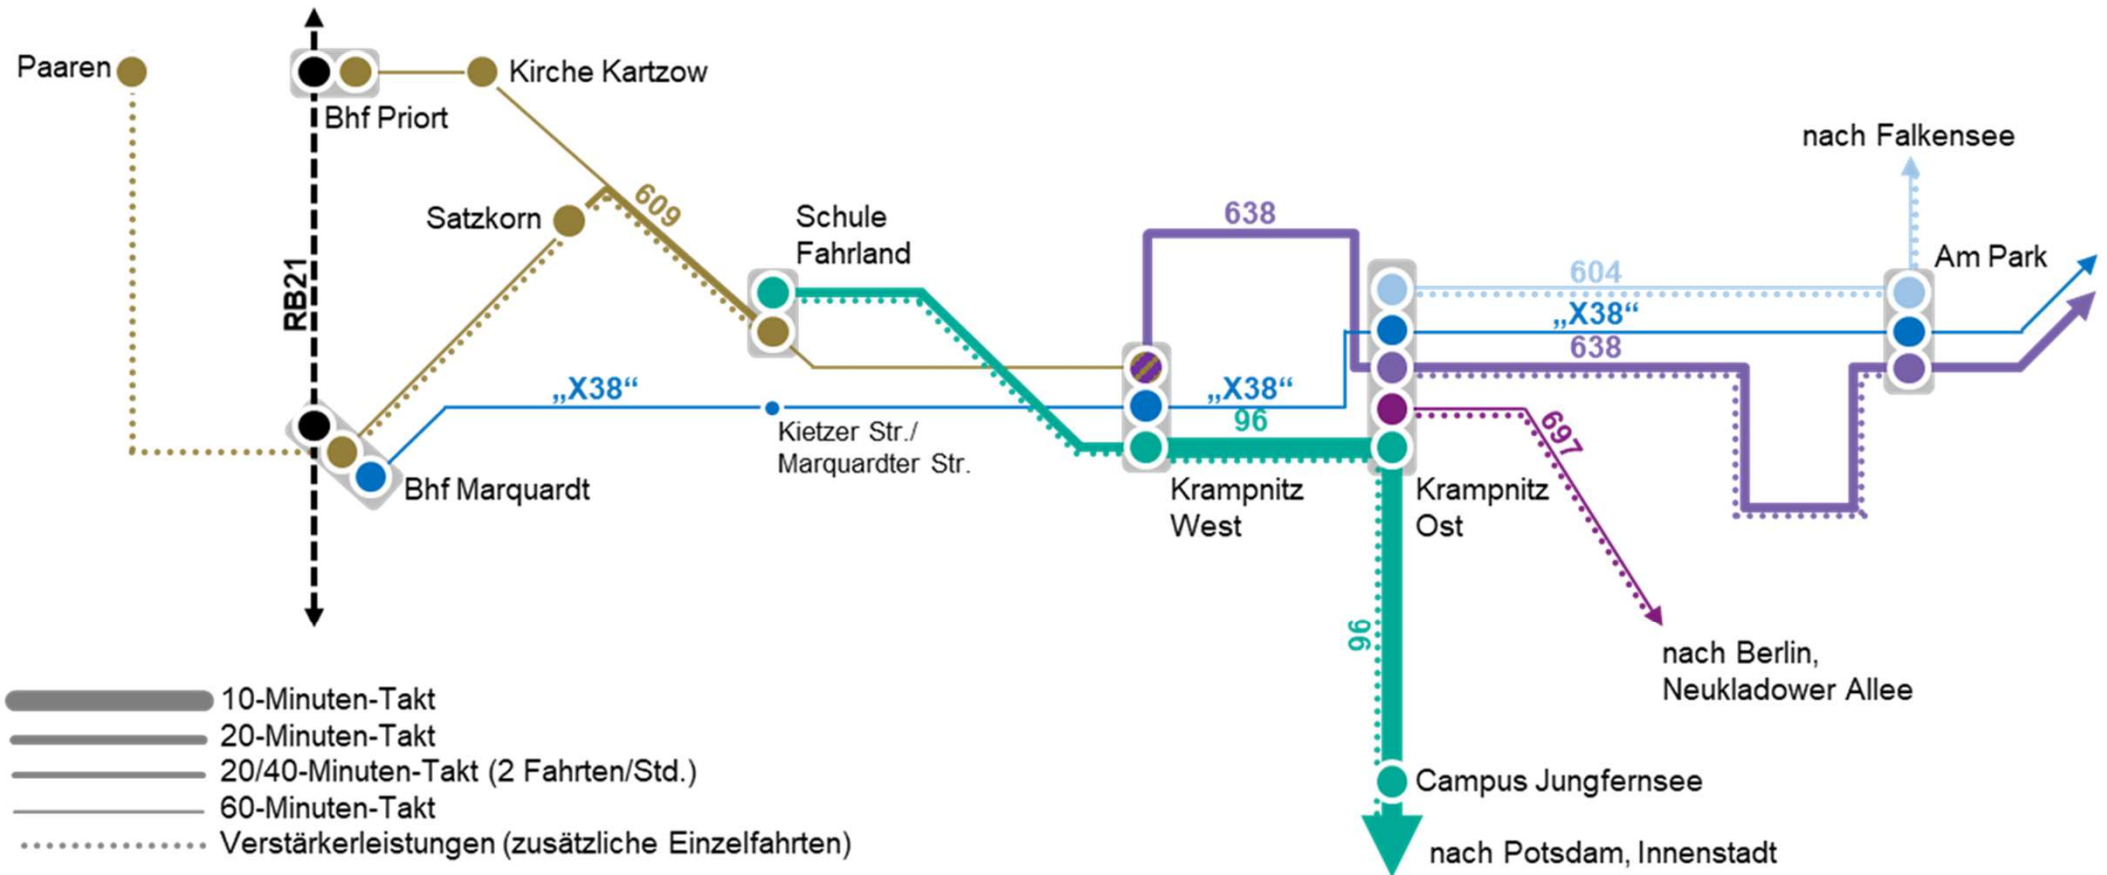 Paaren
Kirche Kartzow
Bhf Priort
nach Falkensee
609
Schule
Fahrland
Satzkorn
638
Am Park
604
RB21
„X38“
638
„X38“
„X38“
96
Kietzer Str./
Marquardter Str.
697
Bhf Marquardt
Krampnitz
West
Krampnitz
Ost
96
nach Berlin,
Neukladower Allee
10-Minuten-Takt
20-Minuten-Takt
20/40-Minuten-Takt (2 Fahrten/Std.)
60-Minuten-Takt
Verstärkerleistungen (zusätzliche Einzelfahrten)
Campus Jungfernsee
nach Potsdam, Innenstadt